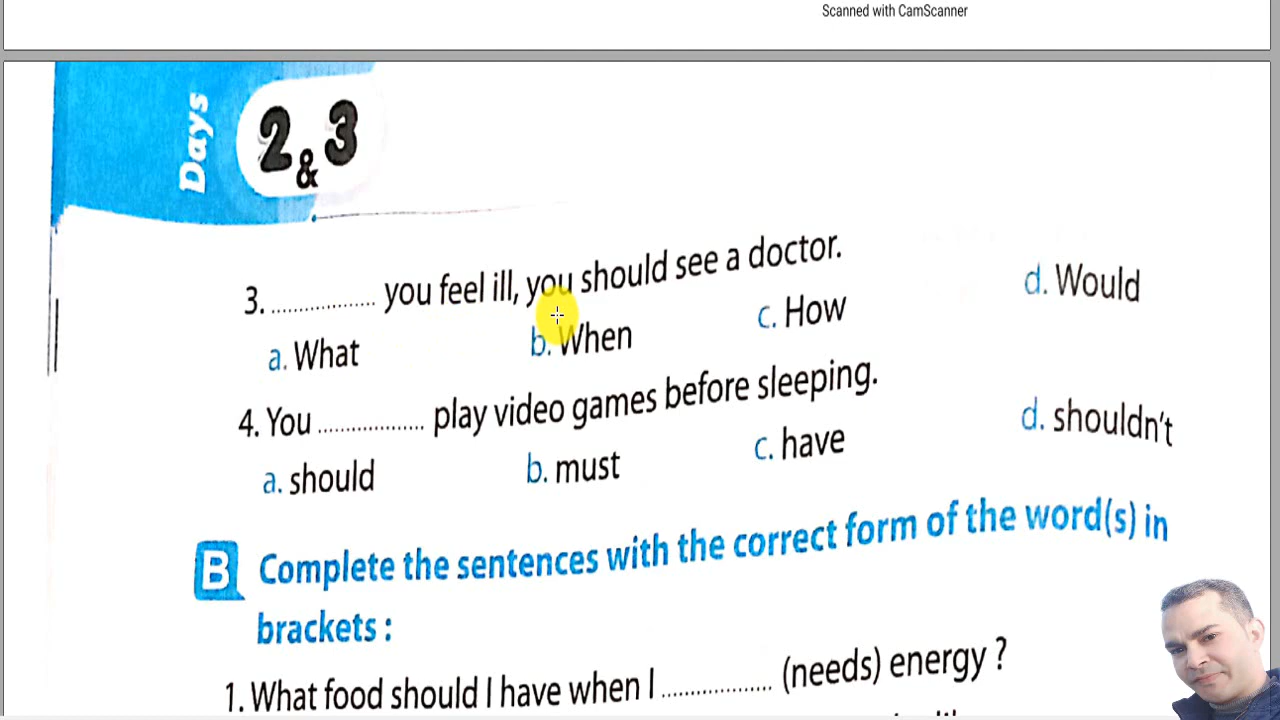 Scanned with CamScanner
Days
2 & 3
3. .................. you feel ill, you should see a doctor.
a. What b. When c. How d. Would
4. You .................. play video games before sleeping.
a. should b. must c. have d. shouldn't
B Complete the sentences with the correct form of the word(s) in
brackets :
1. What food should I have when I .................. (needs) energy ?